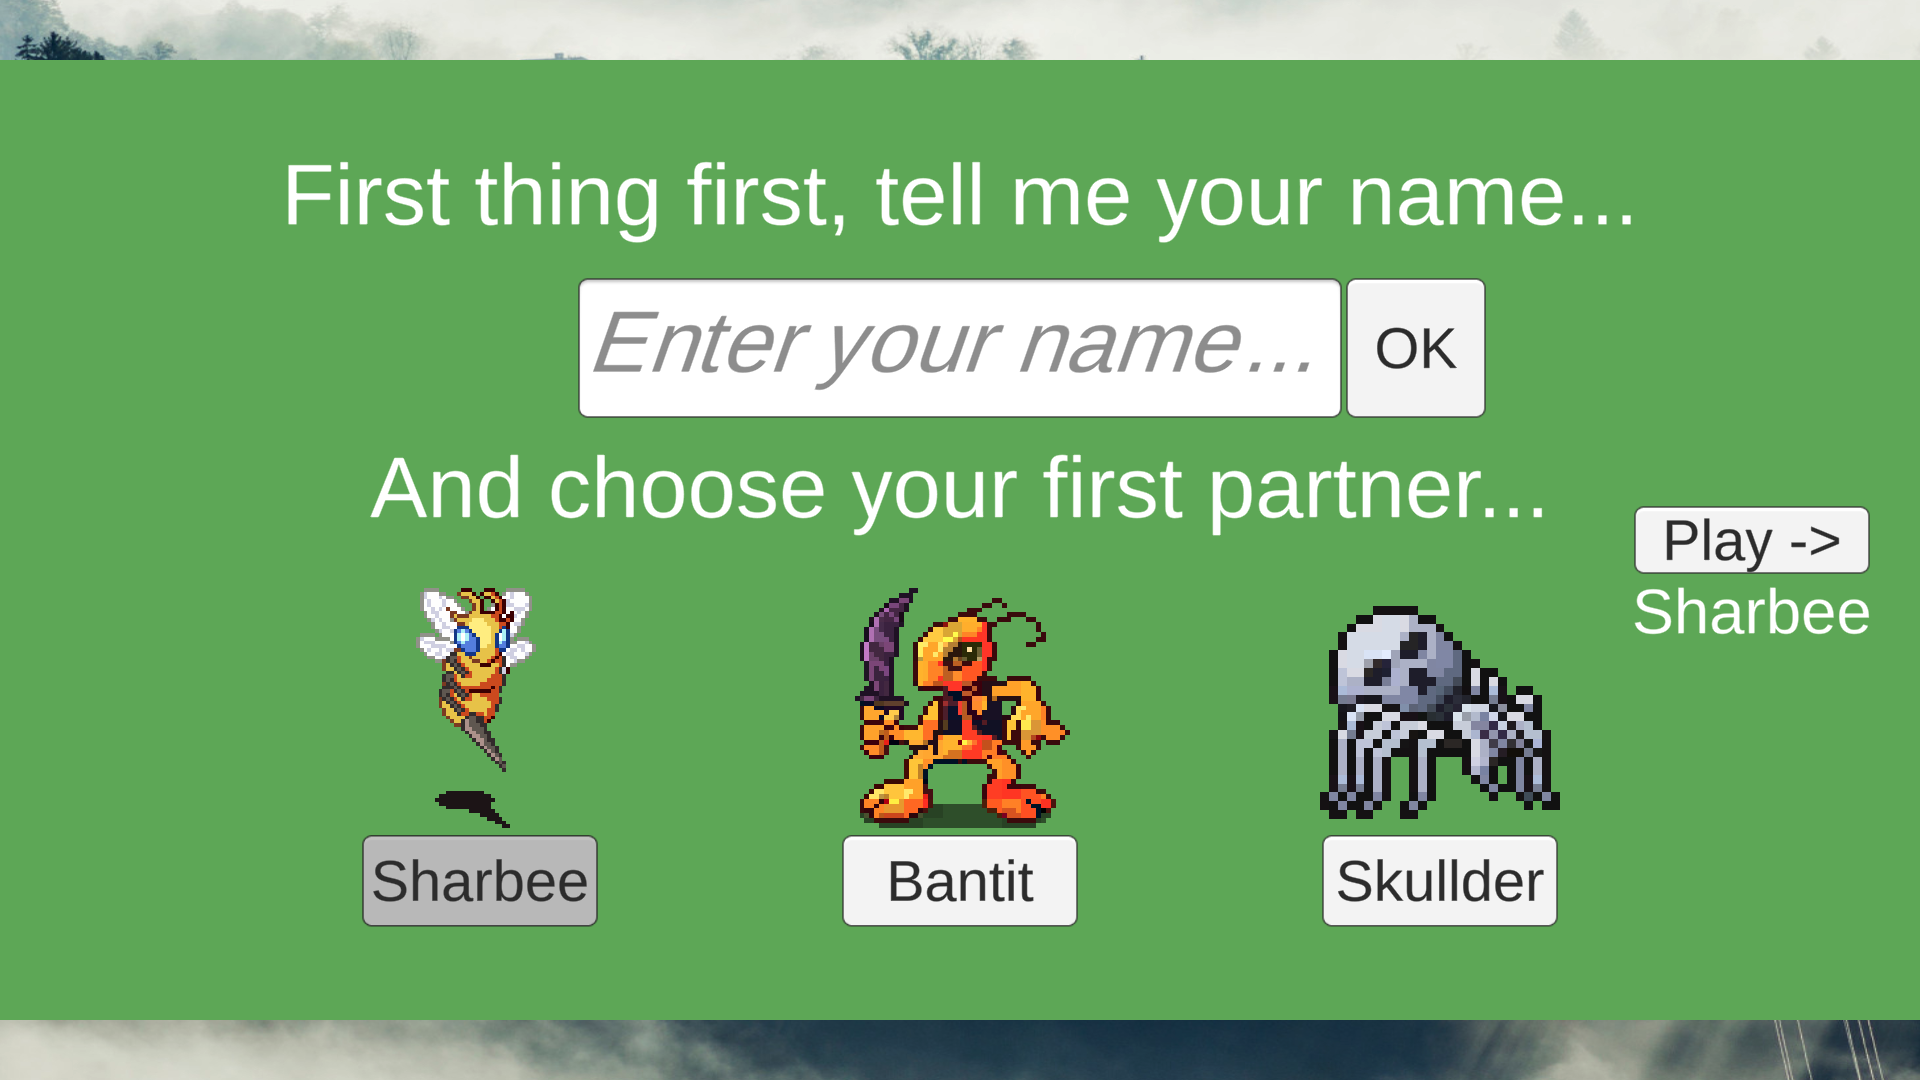 First thing first, tell me your name...
Enter your name...
OK
And choose your first partner...
Play ->
Sharbee
Sharbee
Bantit
Skullder